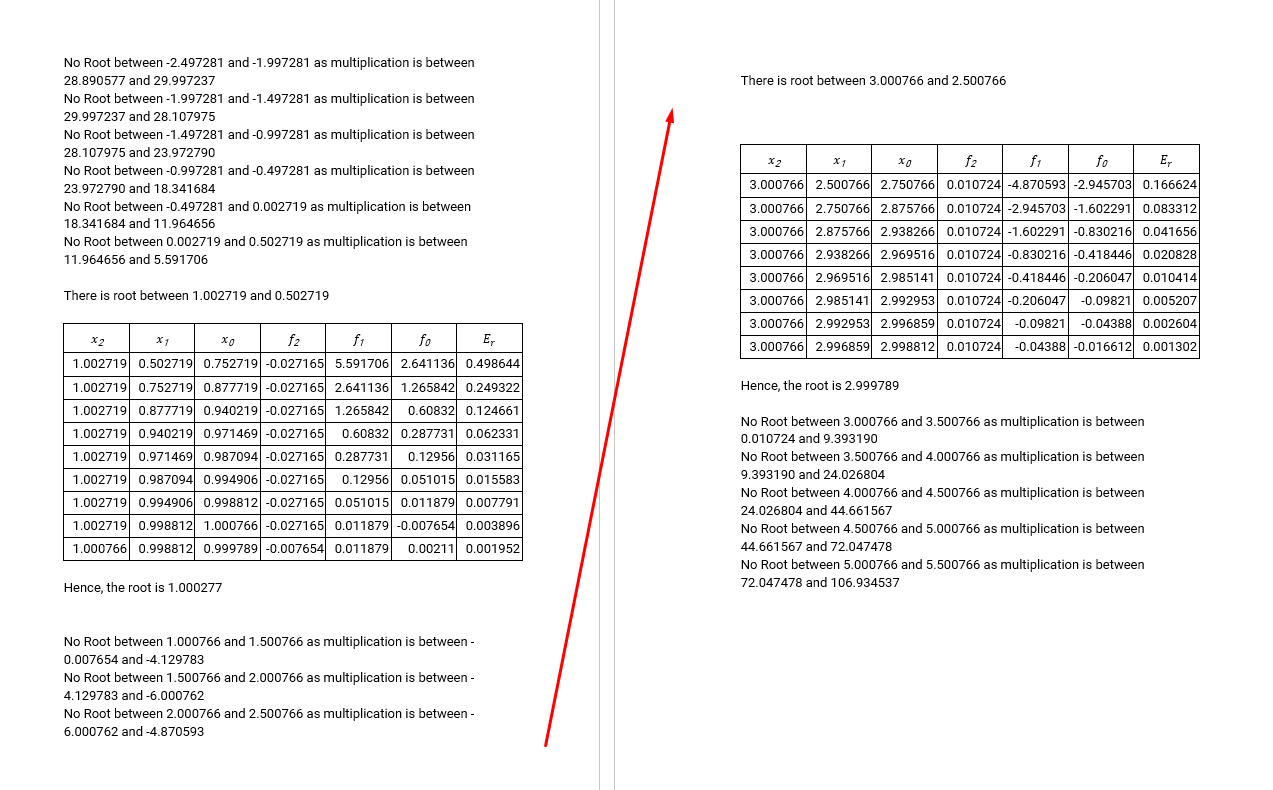 No Root between -2.497281 and -1.997281 as multiplication is between
28.890577 and 29.997237
No Root between -1.997281 and -1.497281 as multiplication is between
29.997237 and 28.107975
No Root between -1.497281 and -0.997281 as multiplication is between
28.107975 and 23.972790
No Root between -0.997281 and -0.497281 as multiplication is between
23.972790 and 18.341684
No Root between -0.497281 and 0.002719 as multiplication is between
18.341684 and 11.964656
No Root between 0.002719 and 0.502719 as multiplication is between
11.964656 and 5.591706
There is root between 1.002719 and 0.502719
x₂ x₁ x₀ f₂ f₁ f₀ Eᵣ
1.002719 0.502719 0.752719 -0.027165 5.591706 2.641136 0.498644
1.002719 0.752719 0.877719 -0.027165 2.641136 1.265842 0.249322
1.002719 0.877719 0.940219 -0.027165 1.265842 0.60832 0.124661
1.002719 0.940219 0.971469 -0.027165 0.60832 0.287731 0.062331
1.002719 0.971469 0.987094 -0.027165 0.287731 0.12956 0.031165
1.002719 0.987094 0.994906 -0.027165 0.12956 0.051015 0.015583
1.002719 0.994906 0.998812 -0.027165 0.051015 0.011879 0.007791
1.002719 0.998812 1.000766 -0.027165 0.011879 -0.007654 0.003896
1.000766 0.998812 0.999789 -0.007654 0.011879 0.00211 0.001952
Hence, the root is 1.000277
No Root between 1.000766 and 1.500766 as multiplication is between -
0.007654 and -4.129783
No Root between 1.500766 and 2.000766 as multiplication is between -
4.129783 and -6.000762
No Root between 2.000766 and 2.500766 as multiplication is between -
6.000762 and -4.870593
There is root between 3.000766 and 2.500766
x₂ x₁ x₀ f₂ f₁ f₀ Eᵣ
3.000766 2.500766 2.750766 0.010724 -4.870593 -2.945703 0.166624
3.000766 2.750766 2.875766 0.010724 -2.945703 -1.602291 0.083312
3.000766 2.875766 2.938266 0.010724 -1.602291 -0.830216 0.041656
3.000766 2.938266 2.969516 0.010724 -0.830216 -0.418446 0.020828
3.000766 2.969516 2.985141 0.010724 -0.418446 -0.206047 0.010414
3.000766 2.985141 2.992953 0.010724 -0.206047 -0.09821 0.005207
3.000766 2.992953 2.996859 0.010724 -0.09821 -0.04388 0.002604
3.000766 2.996859 2.998812 0.010724 -0.04388 -0.016612 0.001302
Hence, the root is 2.999789
No Root between 3.000766 and 3.500766 as multiplication is between
0.010724 and 9.393190
No Root between 3.500766 and 4.000766 as multiplication is between
9.393190 and 24.026804
No Root between 4.000766 and 4.500766 as multiplication is between
24.026804 and 44.661567
No Root between 4.500766 and 5.000766 as multiplication is between
44.661567 and 72.047478
No Root between 5.000766 and 5.500766 as multiplication is between
72.047478 and 106.934537